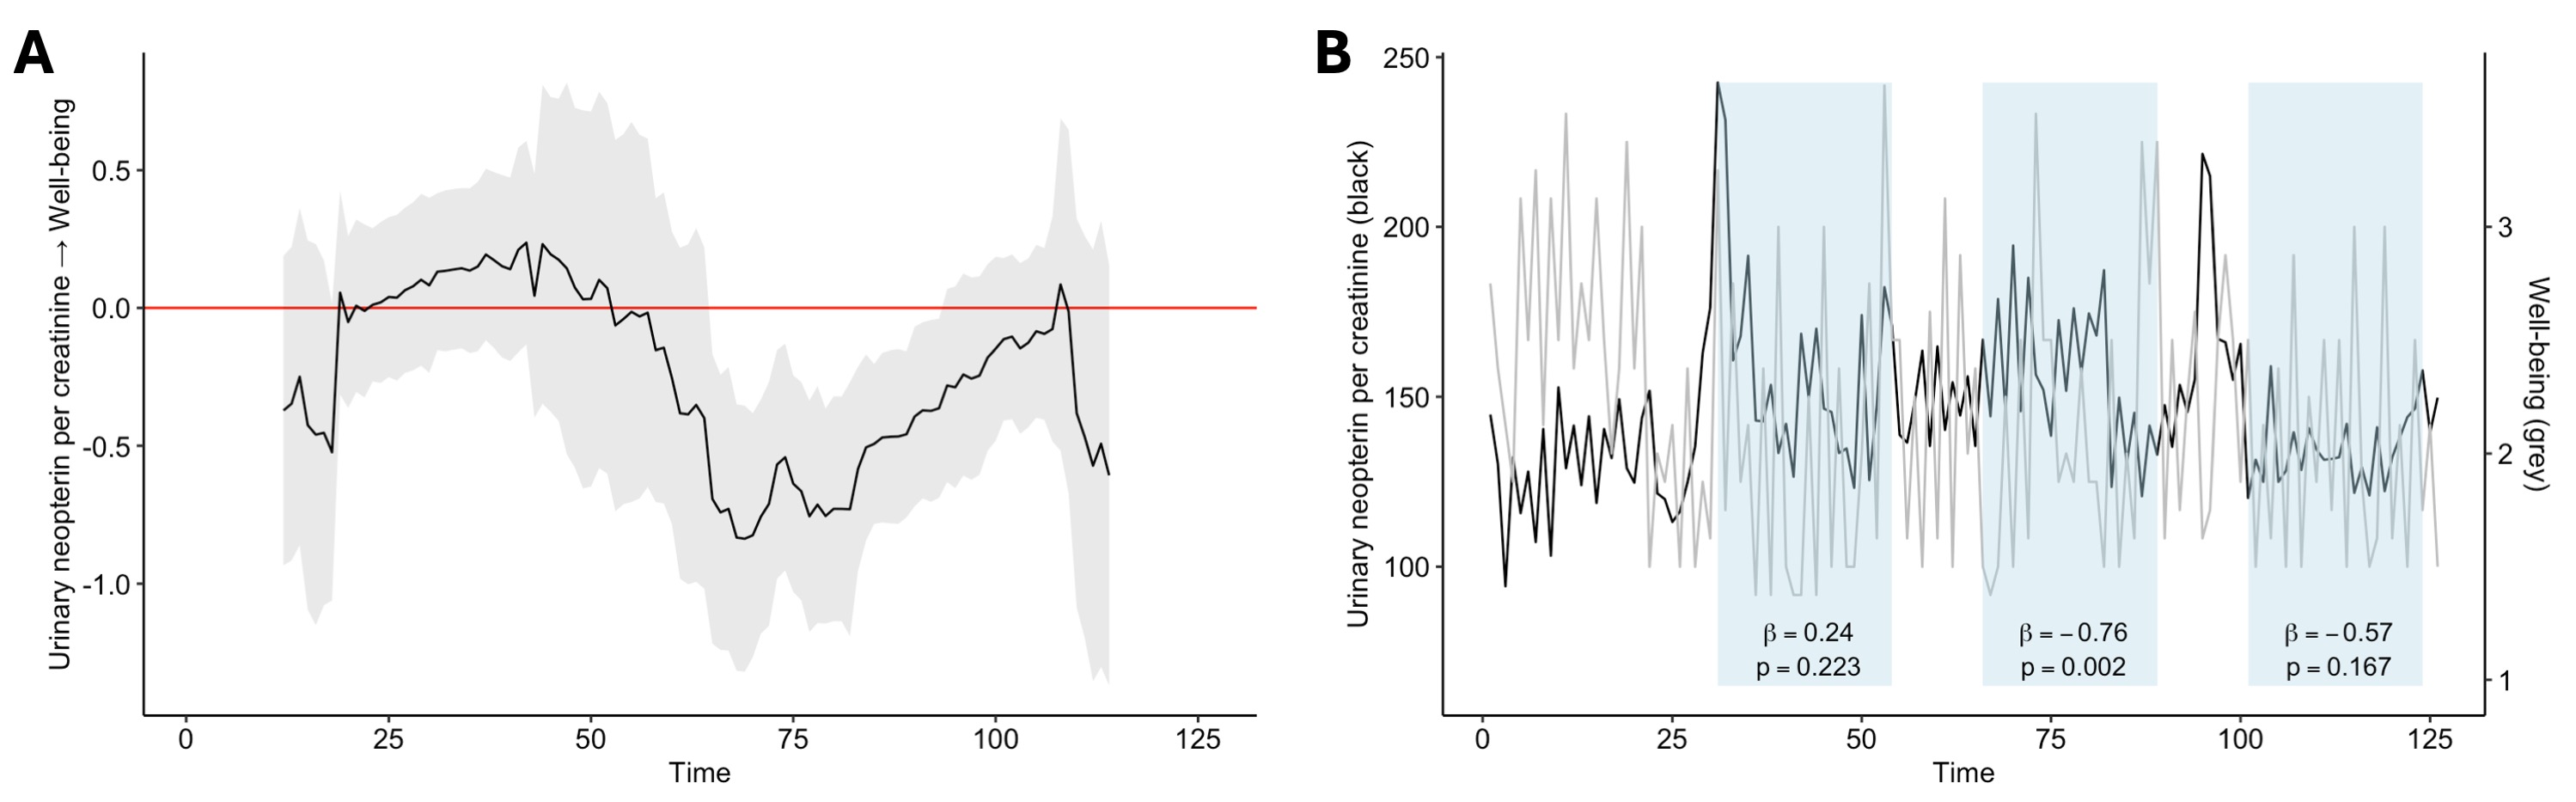 A
Urinary neopterin per creatinine → Well-being
0.5
0.0
-0.5
-1.0
0 25 50 75 100 125
Time
B
Urinary neopterin per creatinine (black)
250
200
150
100
β = 0.24
p = 0.223
β = −0.76
p = 0.002
β = −0.57
p = 0.167
3
2
1
Well-being (grey)
0 25 50 75 100 125
Time